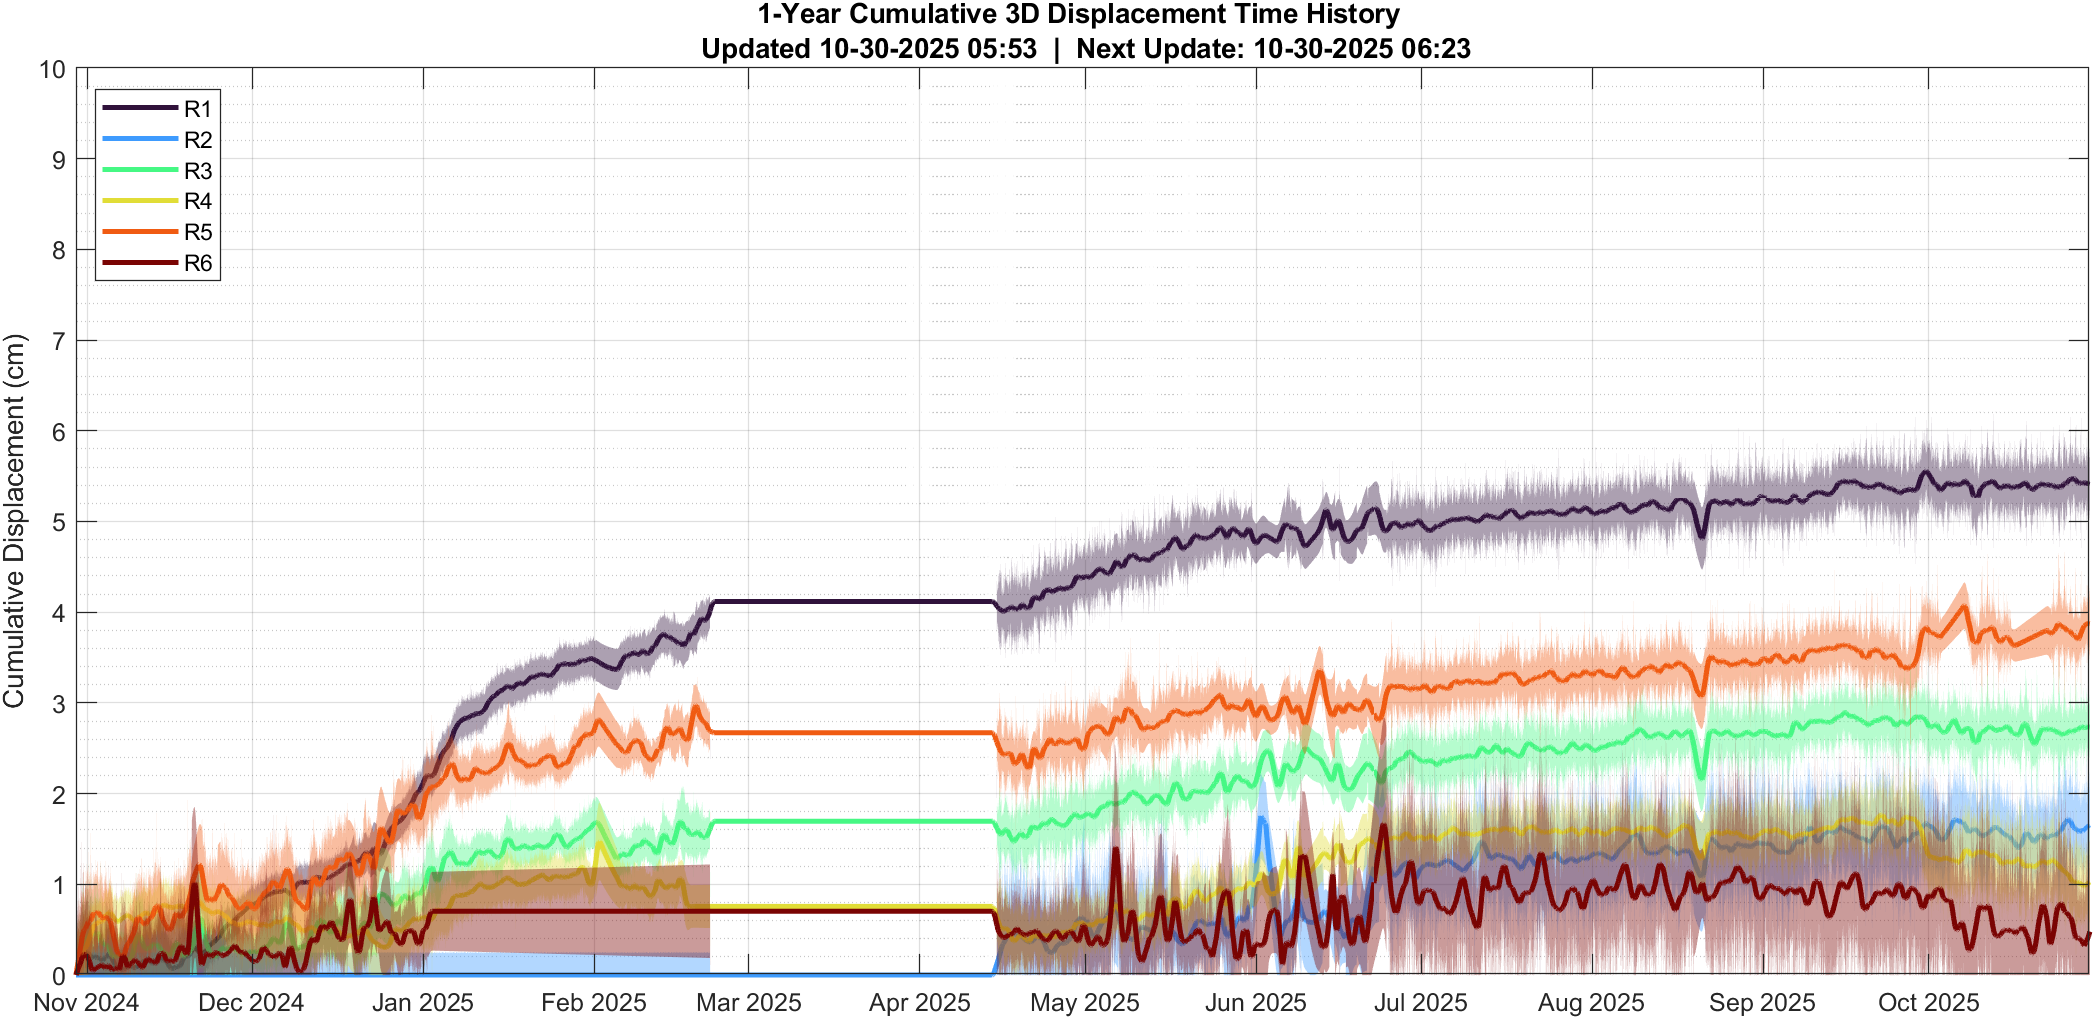 1-Year Cumulative 3D Displacement Time History
Updated 10-30-2025 05:53 | Next Update: 10-30-2025 06:23
Cumulative Displacement (cm)
10
9
8
7
6
5
4
3
2
1
0
R1
R2
R3
R4
R5
R6
Nov 2024 Dec 2024 Jan 2025 Feb 2025 Mar 2025 Apr 2025 May 2025 Jun 2025 Jul 2025 Aug 2025 Sep 2025 Oct 2025